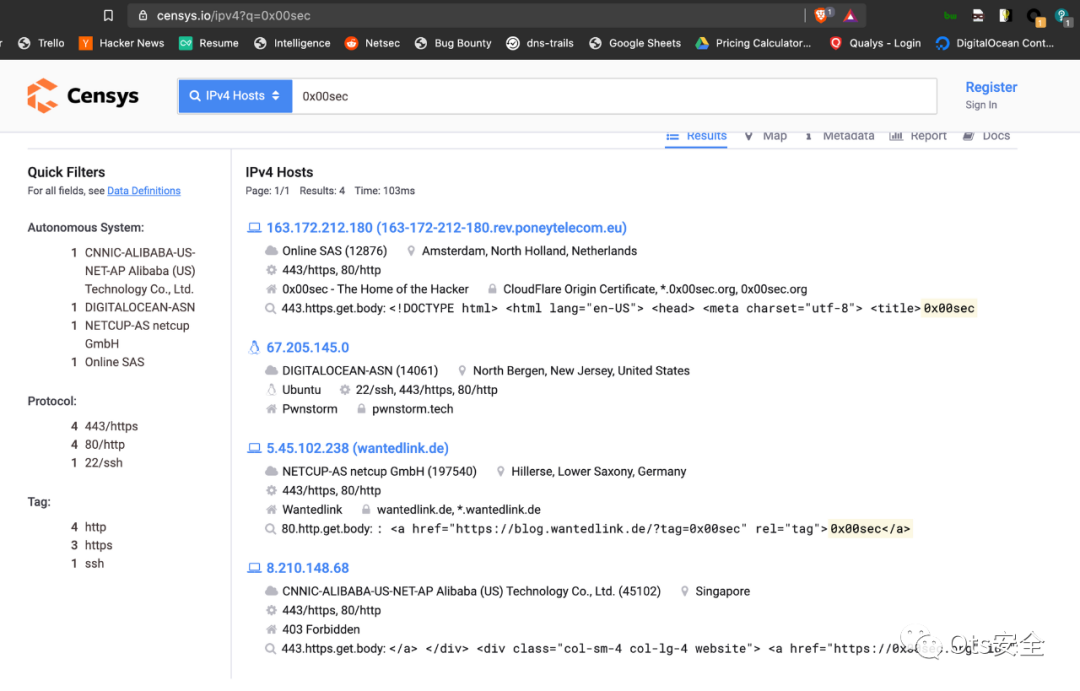 censys.io/ipv4?q=0x00sec
1
1
1
r Trello Hacker News Resume Intelligence Netsec Bug Bounty dns-trails Google Sheets Pricing Calculator... Qualys - Login DigitalOcean Cont...
Censys IPv4 Hosts 0x00sec Register
Sign In
Results Map Metadata Report Docs
Quick Filters
For all fields, see Data Definitions
Autonomous System:
1 CNNIC-ALIBABA-US-
NET-AP Alibaba (US)
Technology Co., Ltd.
1 DIGITALOCEAN-ASN
1 NETCUP-AS netcup
GmbH
1 Online SAS
Protocol:
4 443/https
4 80/http
1 22/ssh
Tag:
4 http
3 https
1 ssh
IPv4 Hosts
Page: 1/1 Results: 4 Time: 103ms
163.172.212.180 (163-172-212-180.rev.poneytelecom.eu)
Online SAS (12876) Amsterdam, North Holland, Netherlands
443/https, 80/http
0x00sec - The Home of the Hacker CloudFlare Origin Certificate, *.0x00sec.org, 0x00sec.org
443.https.get.body: <!DOCTYPE html> <html lang="en-US"> <head> <meta charset="utf-8"> <title>0x00sec
67.205.145.0
DIGITALOCEAN-ASN (14061) North Bergen, New Jersey, United States
Ubuntu 22/ssh, 443/https, 80/http
Pwnstorm pwnstorm.tech
5.45.102.238 (wantedlink.de)
NETCUP-AS netcup GmbH (197540) Hillerse, Lower Saxony, Germany
443/https, 80/http
Wantedlink wantedlink.de, *.wantedlink.de
80.http.get.body: : <a href="https://blog.wantedlink.de/?tag=0x00sec" rel="tag">0x00sec</a>
8.210.148.68
CNNIC-ALIBABA-US-NET-AP Alibaba (US) Technology Co., Ltd. (45102) Singapore
443/https, 80/http
403 Forbidden
443.https.get.body: </a> </div> <div class="col-sm-4 col-lg-4 website"> <a href="https://0x00sec.org"
Ots安全